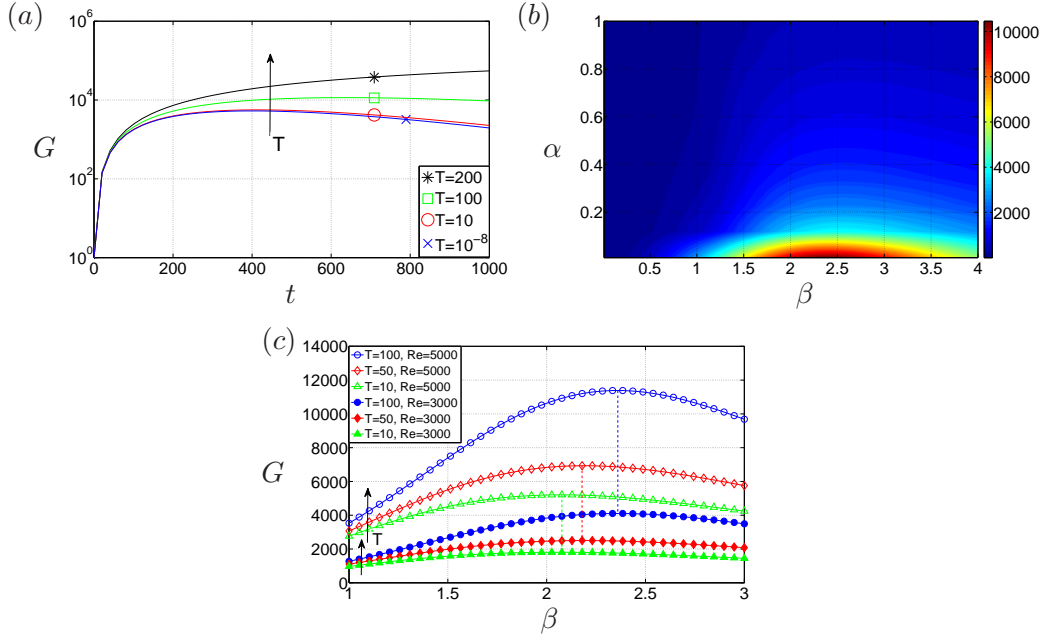 (a)
10^6
10^4
10^2
10^0
G
T
T=200
T=100
T=10
T=10^-8
0 200 400 600 800 1000
t
(b)
1
0.8
0.6
0.4
0.2
α
0.5 1 1.5 2 2.5 3 3.5 4
β
10000
8000
6000
4000
2000
(c)
14000
12000
10000
8000
6000
4000
2000
0
G
T=100, Re=5000
T=50, Re=5000
T=10, Re=5000
T=100, Re=3000
T=50, Re=3000
T=10, Re=3000
T
1 1.5 2 2.5 3
β